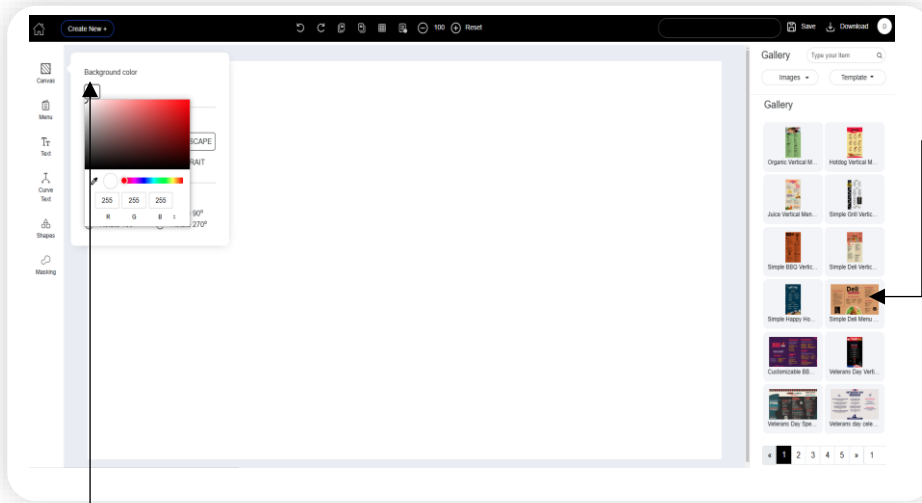 Create New +
100
Reset
Save
Download
Canvas
Menu
Text
Curve
Text
Shapes
Masking
Background color
SCAPE
RAIT
255 255 255
R G B
90º
270º
Gallery
Type your Item
Images
Template
Gallery
Organic Vertical M...
Hotdog Vertical M...
Juice Vertical Men...
Simple Grill Vertic...
Simple BBQ Vertic...
Simple Deli Vertic...
Simple Happy Ho...
Simple Deli Menu ...
Customizable BB...
Veterans Day Verti...
Veterans Day Spe...
Veterans day cele...
« 1 2 3 4 5 » 1